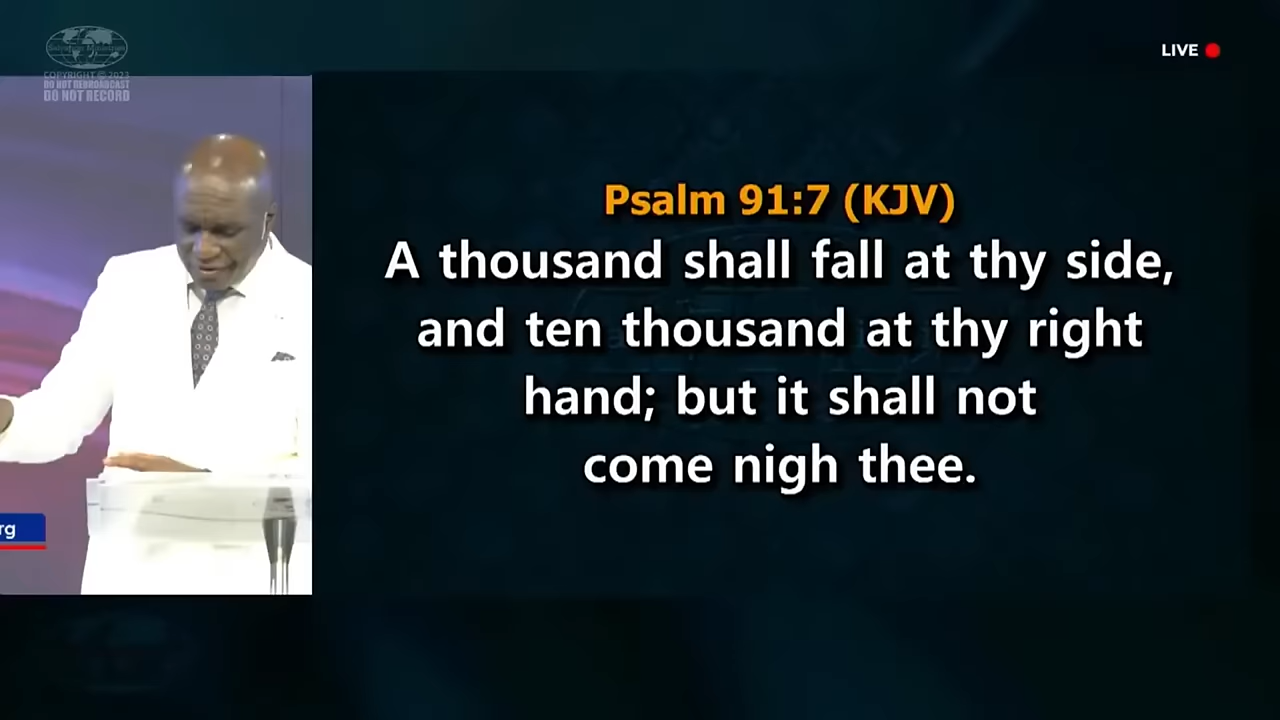 COPYRIGHT © 2023
DO NOT REBROADCAST
DO NOT RECORD
LIVE
Psalm 91:7 (KJV)
A thousand shall fall at thy side,
and ten thousand at thy right
hand; but it shall not
come nigh thee.
rg